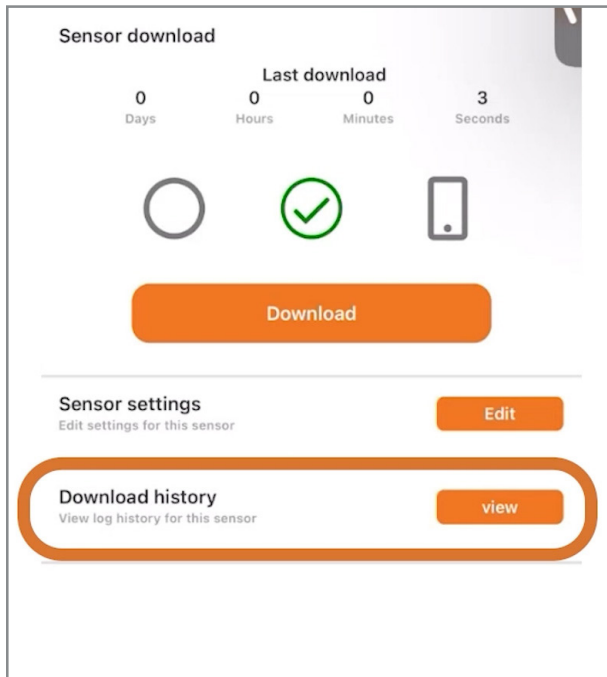 Sensor download
Last download
0 0 0 3
Days Hours Minutes Seconds
Download
Sensor settings
Edit settings for this sensor
Edit
Download history
View log history for this sensor
view